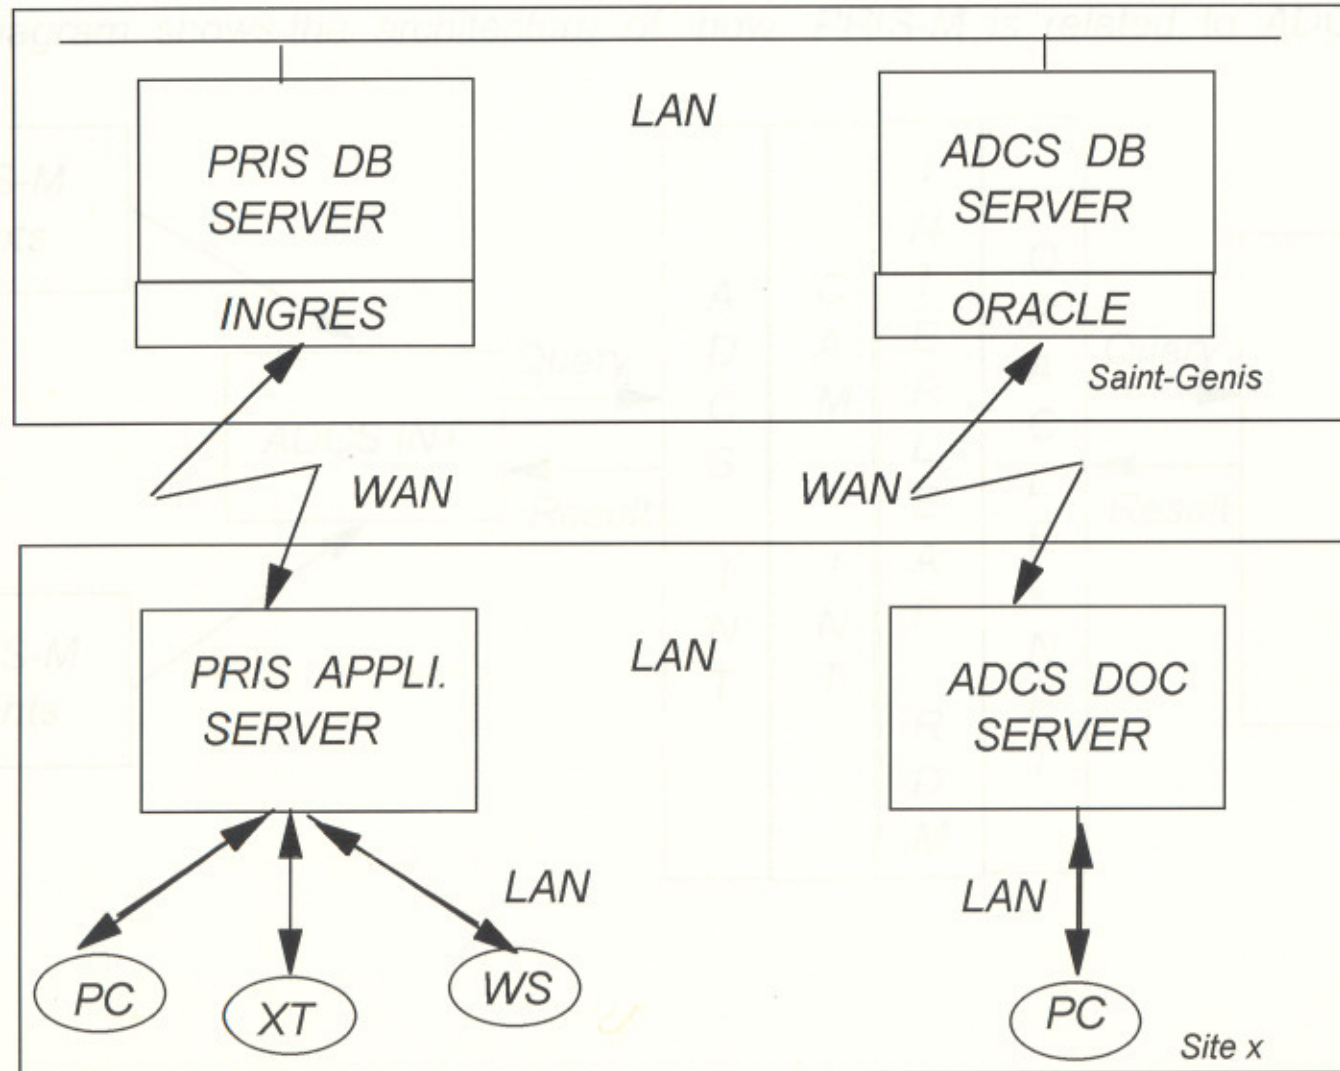 LAN
PRIS DB
SERVER
INGRES
ADCS DB
SERVER
ORACLE
Saint-Genis
WAN
WAN
PRIS APPLI.
SERVER
LAN
ADCS DOC
SERVER
LAN
LAN
PC
XT
WS
PC
Site x